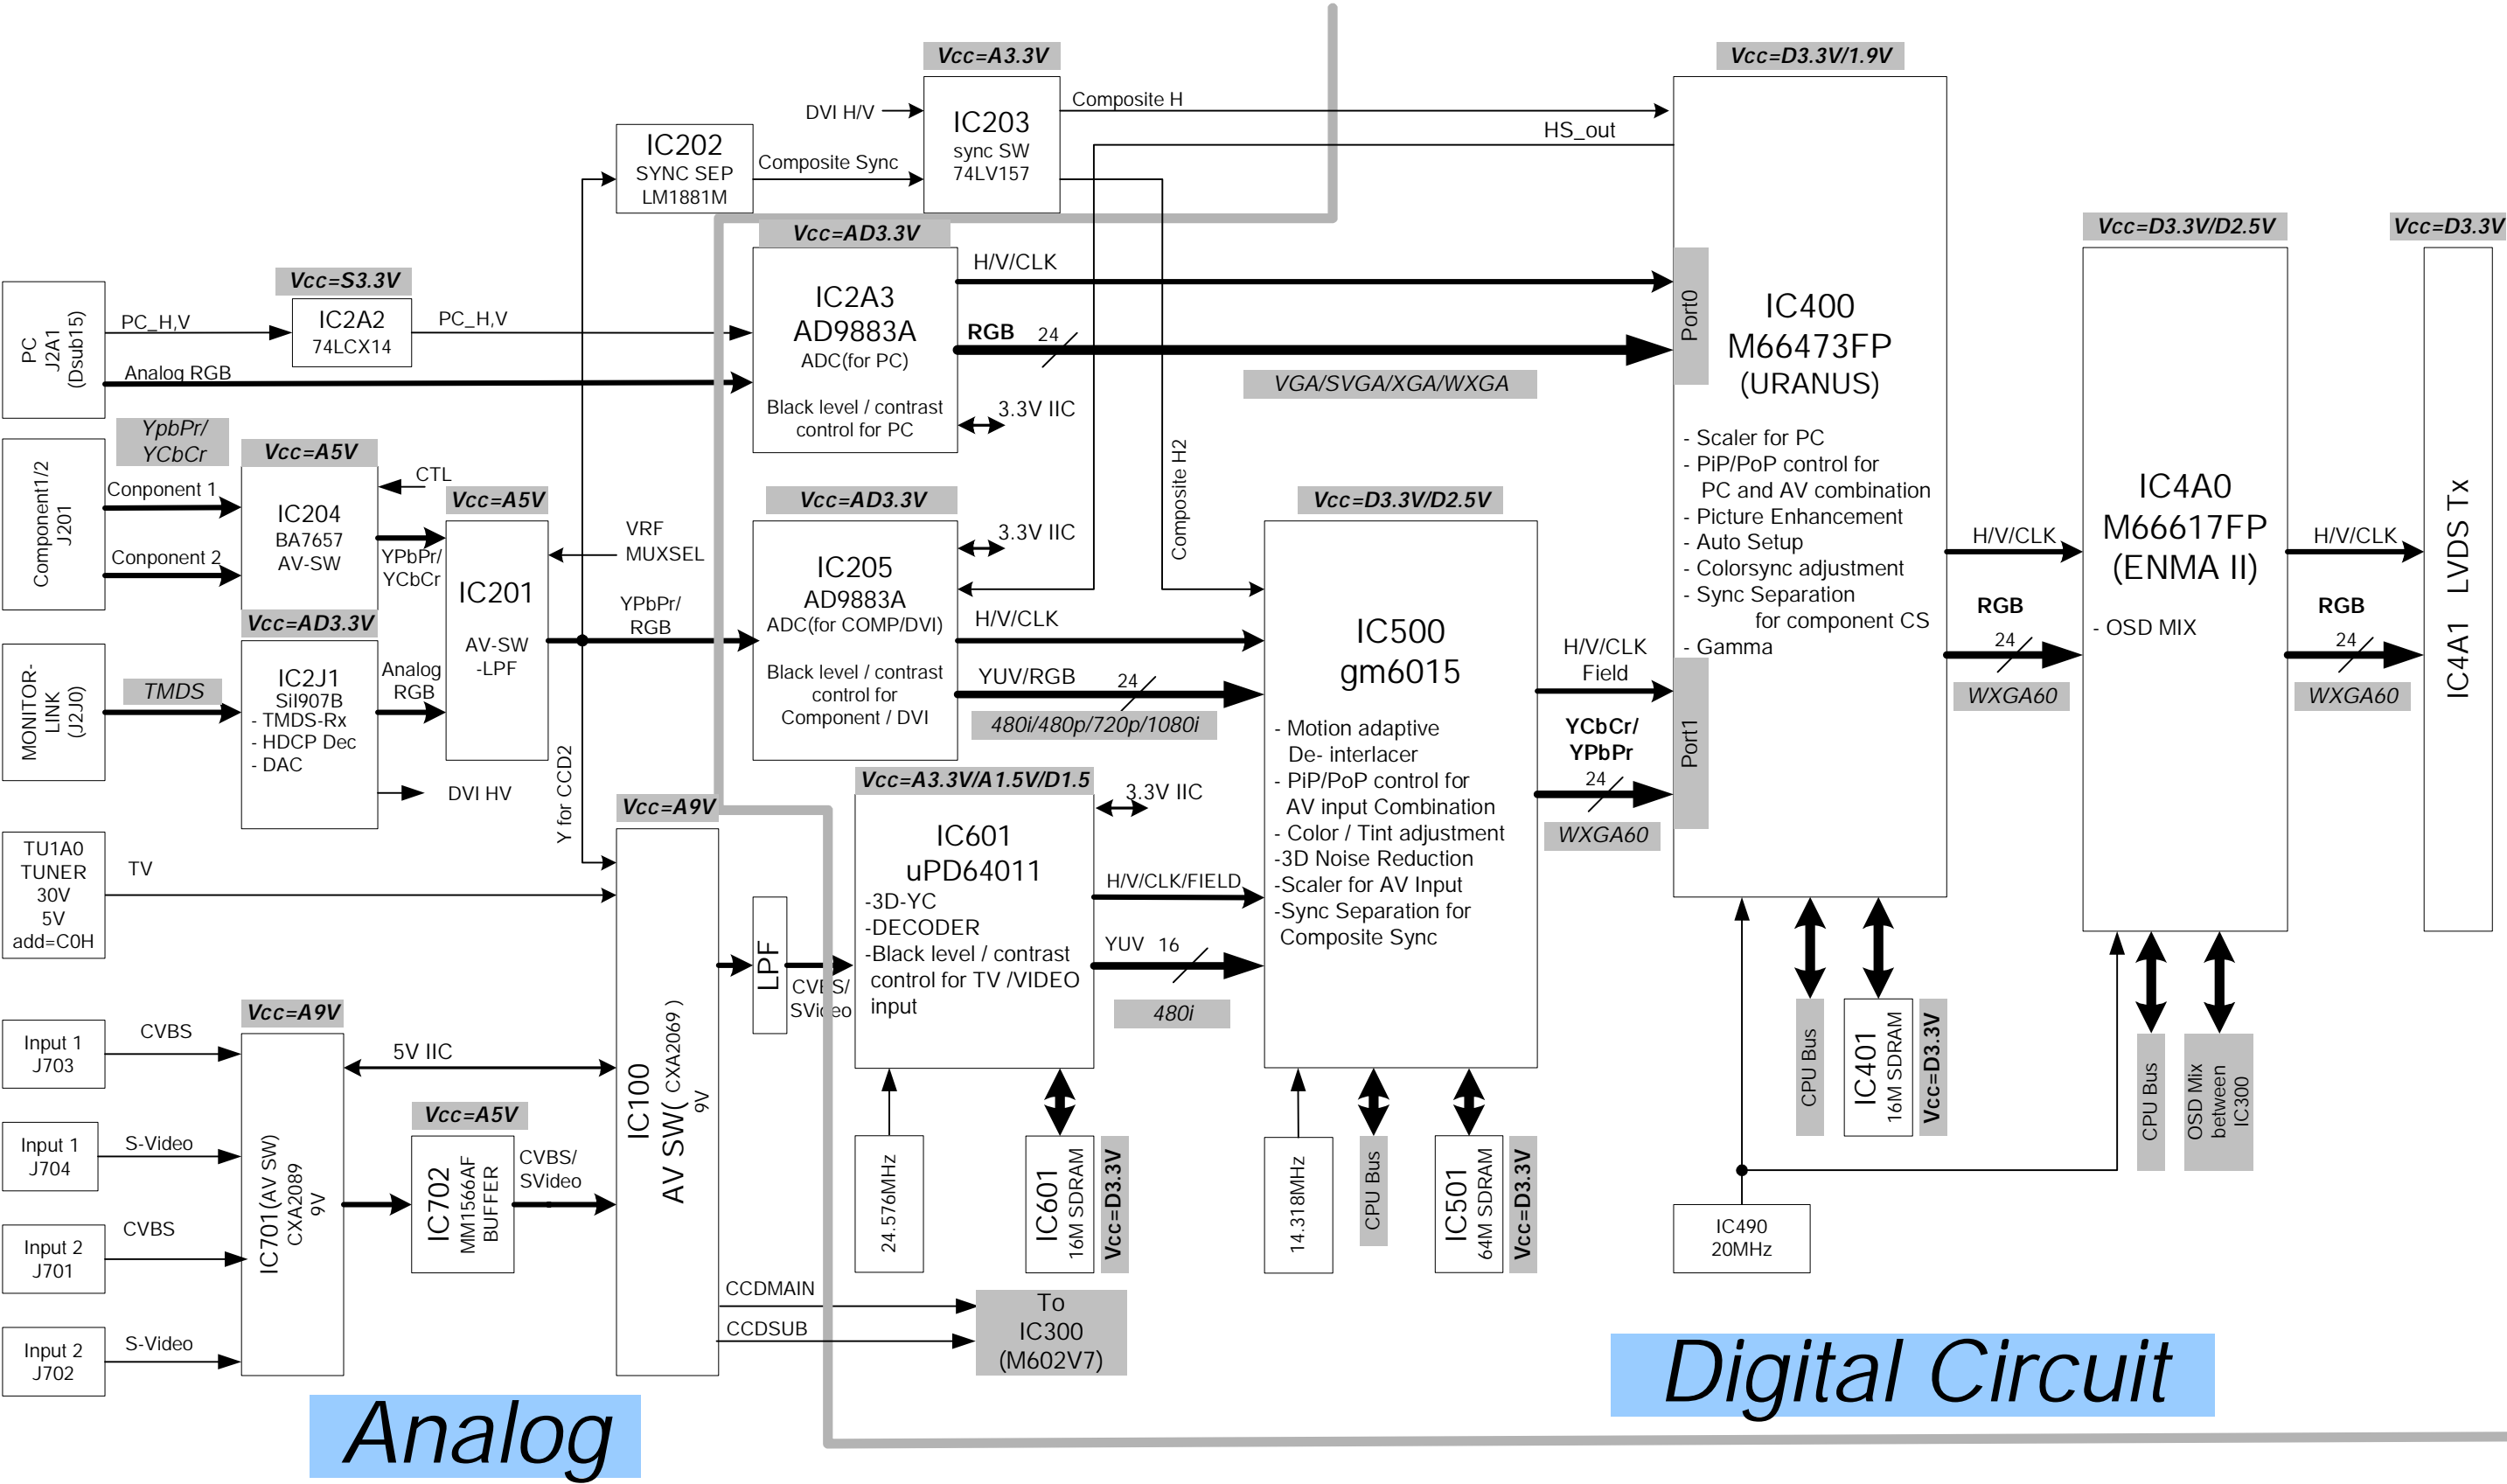 Vcc=A3.3V
Vcc=D3.3V/1.9V
DVI H/V
IC203
sync SW
74LV157
Composite H
HS_out
IC202
SYNC SEP
LM1881M
Composite Sync
Vcc=AD3.3V
Vcc=D3.3V/D2.5V
Vcc=D3.3V
PC
J2A1
(Dsub15)
PC_H,V
Vcc=S3.3V
IC2A2
74LCX14
PC_H,V
Analog RGB
IC2A3
AD9883A
ADC(for PC)
Black level / contrast
control for PC
H/V/CLK
RGB 24
VGA/SVGA/XGA/WXGA
3.3V IIC
Port0
IC400
M66473FP
(URANUS)
- Scaler for PC
- PiP/PoP control for
PC and AV combination
- Picture Enhancement
- Auto Setup
- Colorsync adjustment
- Sync Separation
for component CS
- Gamma
Port1
Component1/2
J201
YpbPr/
YCbCr
Conponent 1
Conponent 2
Vcc=A5V
IC204
BA7657
AV-SW
CTL
YPbPr/
YCbCr
Vcc=A5V
IC201
AV-SW
-LPF
VRF
MUXSEL
YPbPr/
RGB
Vcc=AD3.3V
IC205
AD9883A
ADC(for COMP/DVI)
Black level / contrast
control for
Component / DVI
3.3V IIC
H/V/CLK
YUV/RGB 24
480i/480p/720p/1080i
Composite H2
MONITOR-
LINK
(J2J0)
TMDS
Vcc=AD3.3V
IC2J1
SiI907B
- TMDS-Rx
- HDCP Dec
- DAC
Analog
RGB
DVI HV
Y for CCD2
Vcc=D3.3V/D2.5V
IC500
gm6015
- Motion adaptive
De- interlacer
- PiP/PoP control for
AV input Combination
- Color / Tint adjustment
-3D Noise Reduction
-Scaler for AV Input
-Sync Separation for
Composite Sync
H/V/CLK
Field
YCbCr/
YPbPr
24
WXGA60
H/V/CLK
RGB
24
WXGA60
IC4A0
M66617FP
(ENMA II)
- OSD MIX
H/V/CLK
RGB
24
WXGA60
IC4A1 LVDS Tx
TU1A0
TUNER
30V
5V
add=C0H
TV
Vcc=A9V
IC100
AV SW( CXA2069 )
9V
LPF
CVBS/
SVideo
Vcc=A3.3V/A1.5V/D1.5
IC601
uPD64011
-3D-YC
-DECODER
-Black level / contrast
control for TV /VIDEO
input
3.3V IIC
H/V/CLK/FIELD
YUV 16
480i
Input 1
J703
CVBS
Input 1
J704
S-Video
Input 2
J701
CVBS
Input 2
J702
S-Video
Vcc=A9V
IC701(AV SW)
CXA2089
9V
5V IIC
Vcc=A5V
IC702
MM1566AF
BUFFER
CVBS/
SVideo
24.576MHz
IC601
16M SDRAM
Vcc=D3.3V
14.318MHz
CPU Bus
IC501
64M SDRAM
Vcc=D3.3V
CPU Bus
IC401
16M SDRAM
Vcc=D3.3V
CPU Bus
OSD Mix
between
IC300
IC490
20MHz
CCDMAIN
CCDSUB
To
IC300
(M602V7)
Analog
Digital Circuit